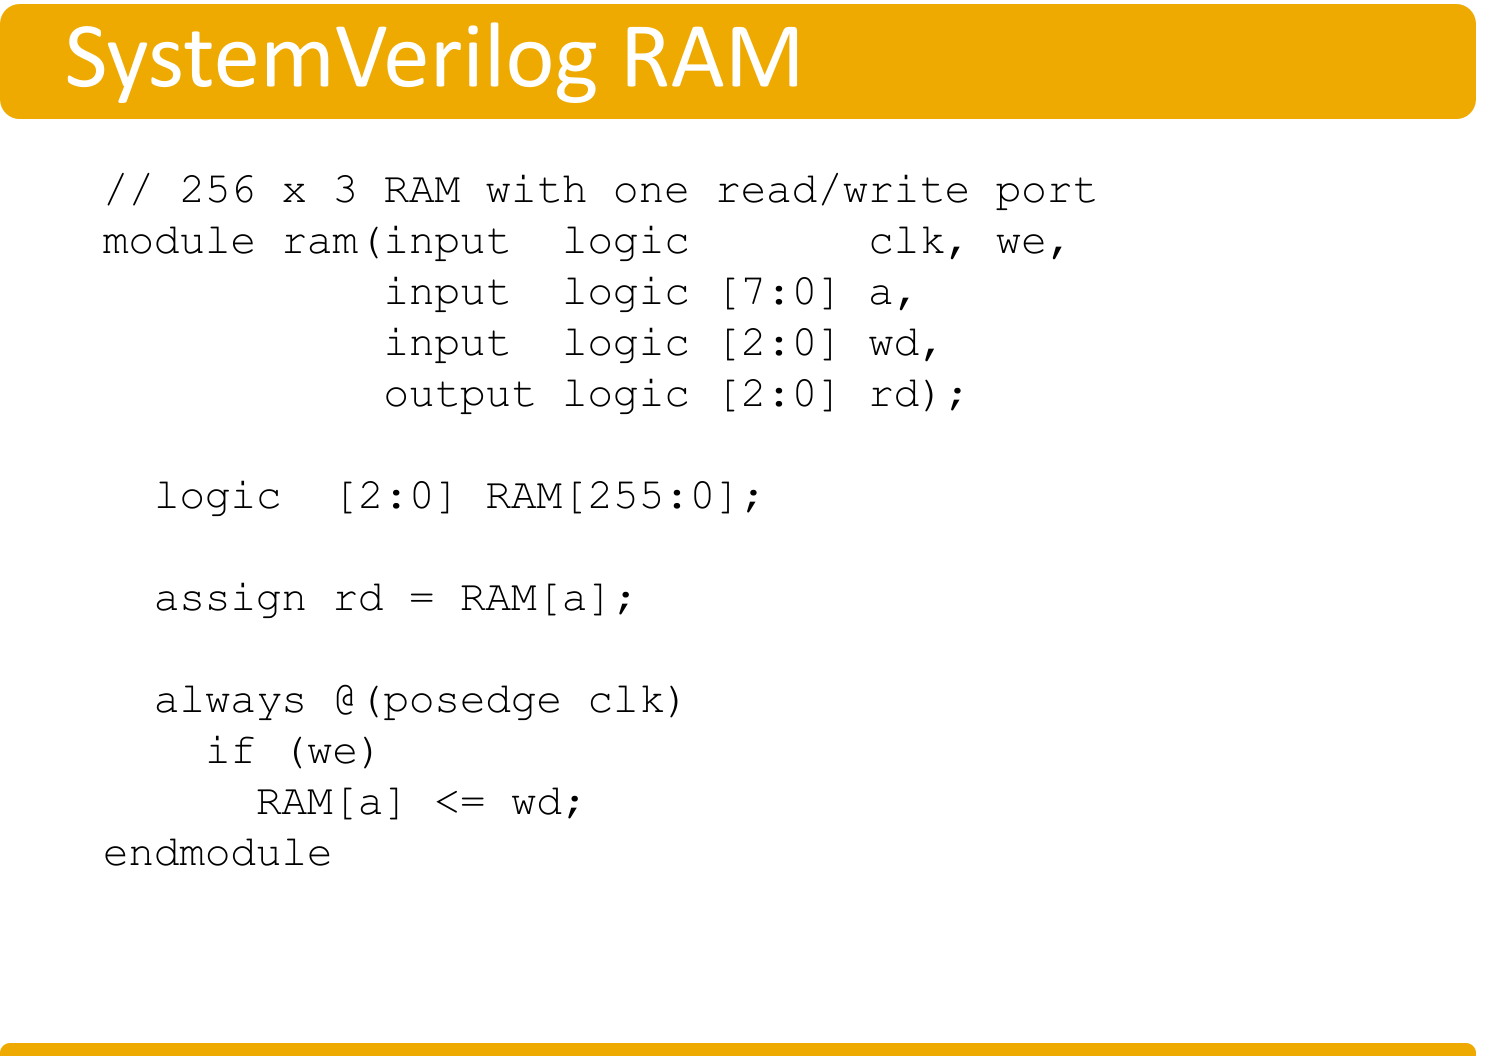 SystemVerilog RAM
// 256 x 3 RAM with one read/write port
module ram(input  logic       clk, we,
           input  logic [7:0] a,
           input  logic [2:0] wd,
           output logic [2:0] rd);
  logic  [2:0] RAM[255:0];
  assign rd = RAM[a];
  always @(posedge clk)
    if (we)
      RAM[a] <= wd;
endmodule